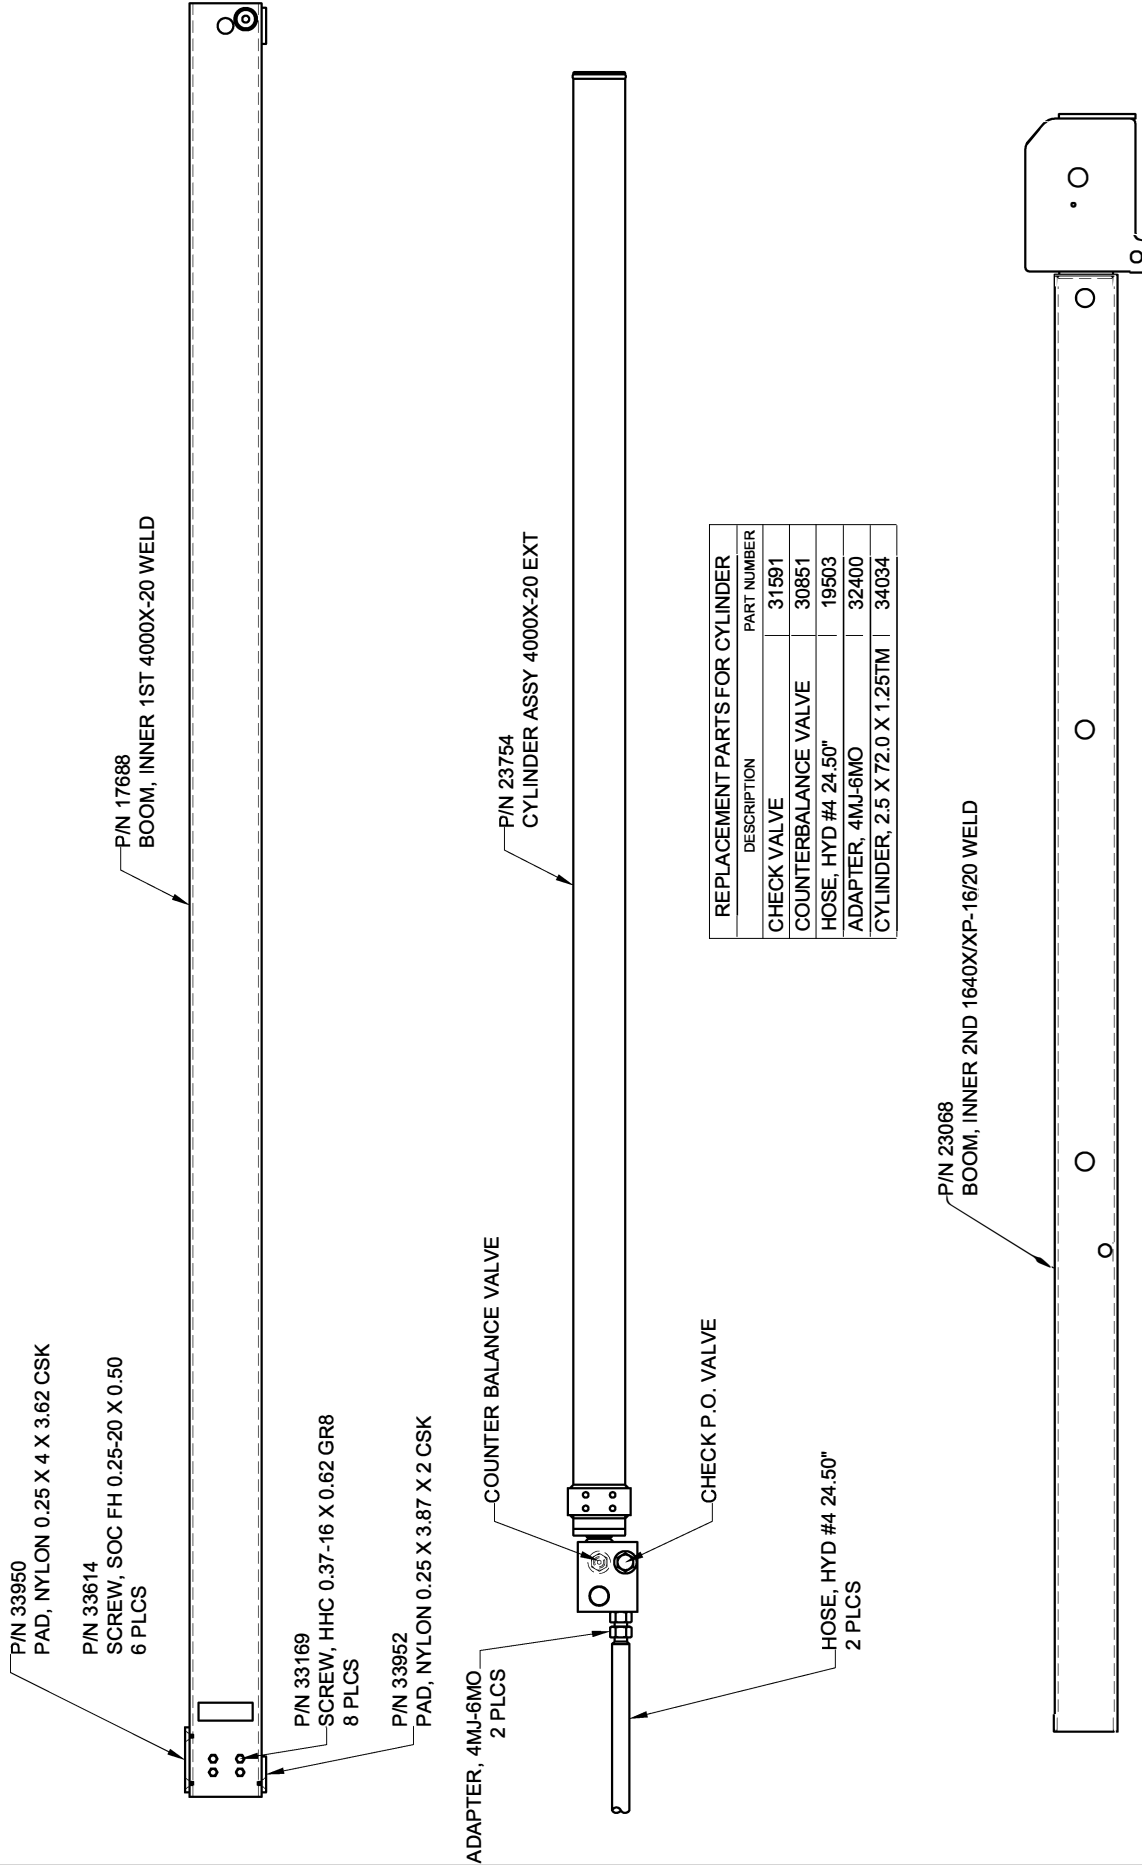 P/N 33950
PAD, NYLON 0.25 X 4 X 3.62 CSK
P/N 33614
SCREW, SOC FH 0.25-20 X 0.50
6 PLCS
P/N 17688
BOOM, INNER 1ST 4000X-20 WELD
P/N 33169
SCREW, HHC 0.37-16 X 0.62 GR8
8 PLCS
P/N 33952
PAD, NYLON 0.25 X 3.87 X 2 CSK
ADAPTER, 4MJ-6MO
2 PLCS
COUNTER BALANCE VALVE
P/N 23754
CYLINDER ASSY 4000X-20 EXT
CHECK P.O. VALVE
HOSE, HYD #4 24.50"
2 PLCS
REPLACEMENT PARTS FOR CYLINDER
DESCRIPTION PART NUMBER
CHECK VALVE 31591
COUNTERBALANCE VALVE 30851
HOSE, HYD #4 24.50" 19503
ADAPTER, 4MJ-6MO 32400
CYLINDER, 2.5 X 72.0 X 1.25TM 34034
P/N 23068
BOOM, INNER 2ND 1640X/XP-16/20 WELD